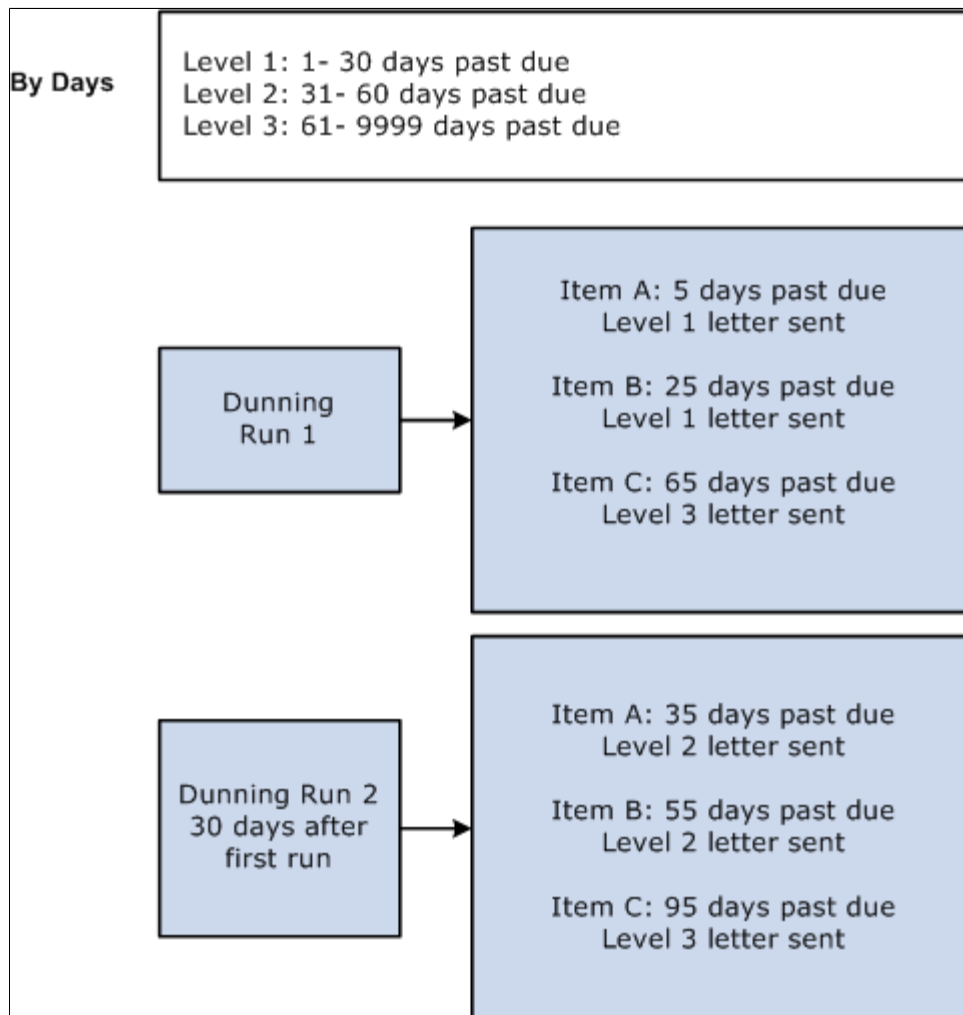 By Days
Level 1: 1- 30 days past due
Level 2: 31- 60 days past due
Level 3: 61- 9999 days past due
Dunning
Run 1
Item A: 5 days past due
Level 1 letter sent
Item B: 25 days past due
Level 1 letter sent
Item C: 65 days past due
Level 3 letter sent
Dunning Run 2
30 days after
first run
Item A: 35 days past due
Level 2 letter sent
Item B: 55 days past due
Level 2 letter sent
Item C: 95 days past due
Level 3 letter sent